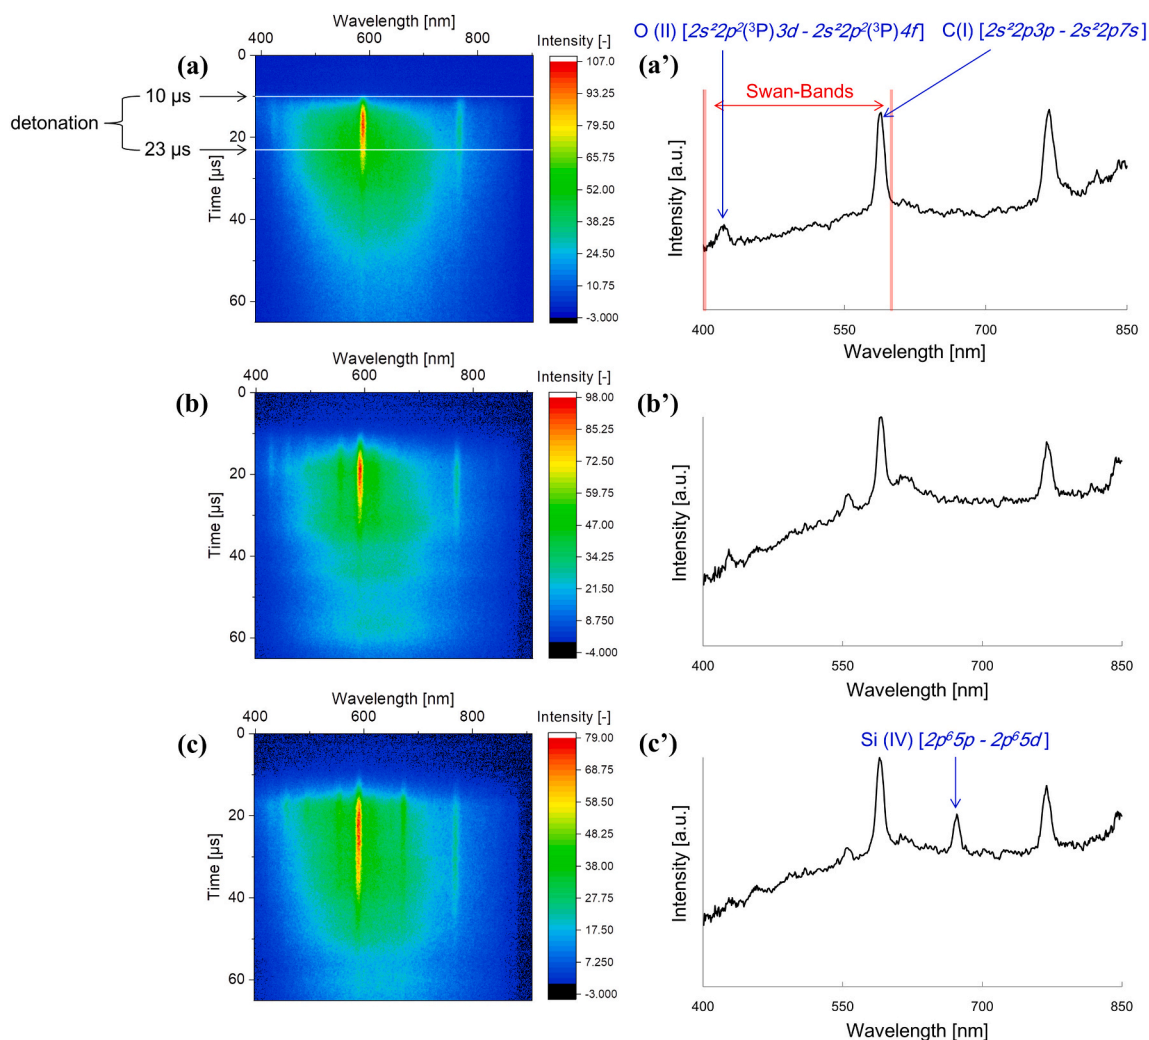 Wavelength [nm]
400 600 800
Intensity [-]
(a)
0
20
40
60
Time [µs]
10 µs
detonation
23 µs
107.0
93.25
79.50
65.75
52.00
38.25
24.50
10.75
-3.000
O (II) [2s²2p²(³P)3d - 2s²2p²(³P)4f]
C(I) [2s²2p3p - 2s²2p7s]
(a’)
Swan-Bands
Intensity [a.u.]
400 550 700 850
Wavelength [nm]
Wavelength [nm]
400 600 800
Intensity [-]
(b)
0
20
40
60
Time [µs]
98.00
85.25
72.50
59.75
47.00
34.25
21.50
8.750
-4.000
(b’)
Intensity [a.u.]
400 550 700 850
Wavelength [nm]
Wavelength [nm]
400 600 800
Intensity [-]
(c)
0
20
40
60
Time [µs]
79.00
68.75
58.50
48.25
38.00
27.75
17.50
7.250
-3.000
(c’)
Si (IV) [2p⁶5p - 2p⁶5d]
Intensity [a.u.]
400 550 700 850
Wavelength [nm]